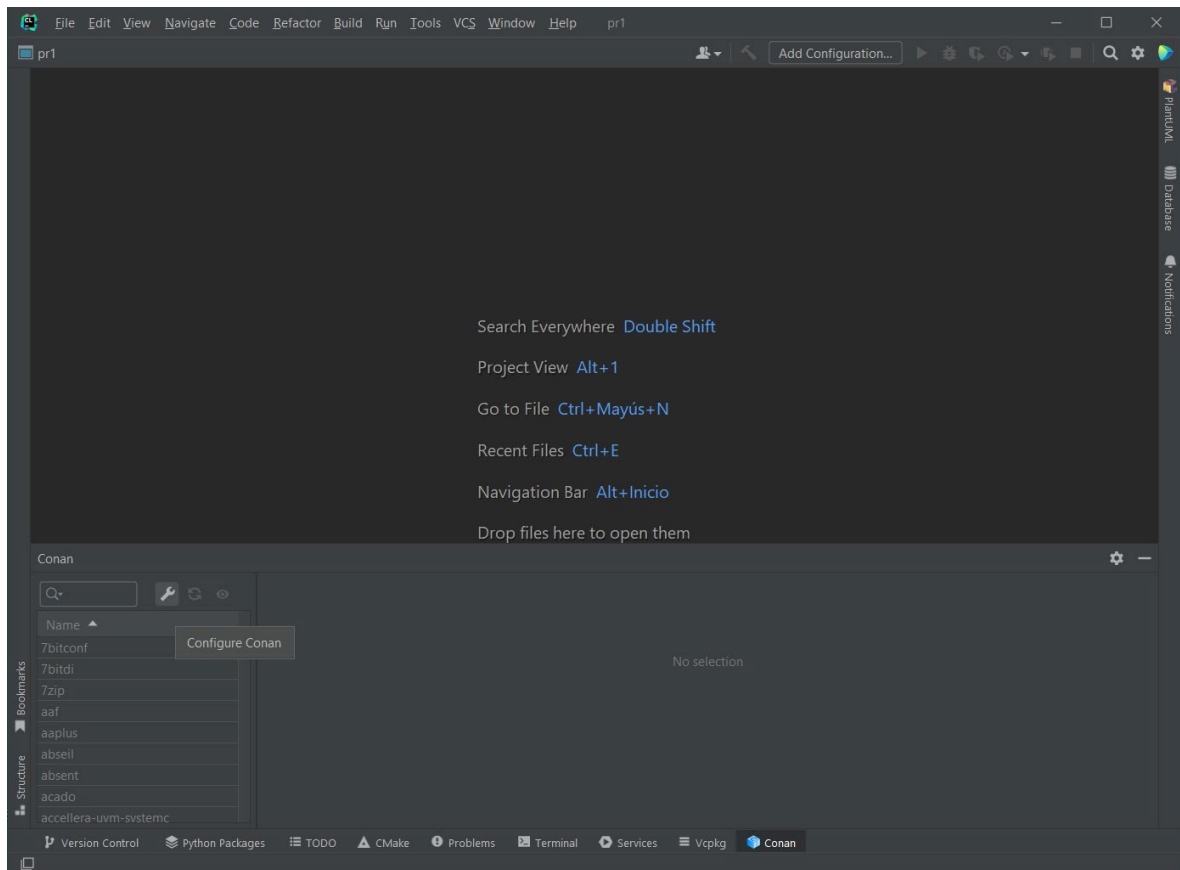 CL File Edit View Navigate Code Refactor Build Run Tools VCS Window Help pr1
pr1 Add Configuration...
PlantUML
Database
Notifications
Search Everywhere Double Shift
Project View Alt+1
Go to File Ctrl+Mayús+N
Recent Files Ctrl+E
Navigation Bar Alt+Inicio
Drop files here to open them
Conan
Name
Configure Conan
7bitconf
7bitdi
7zip
aaf
aaplus
abseil
absent
acado
accellera-uvm-systemc
No selection
Bookmarks
Structure
Version Control Python Packages TODO CMake Problems Terminal Services Vcpkg Conan